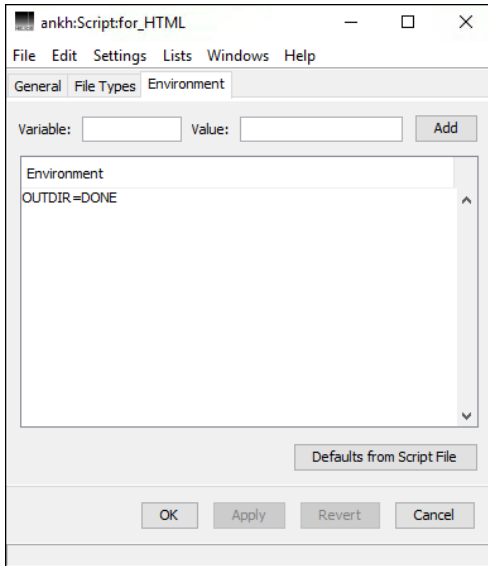 ankh:Script:for_HTML
File Edit Settings Lists Windows Help
General File Types Environment
Variable: Value: Add
Environment
OUTDIR=DONE
Defaults from Script File
OK Apply Revert Cancel